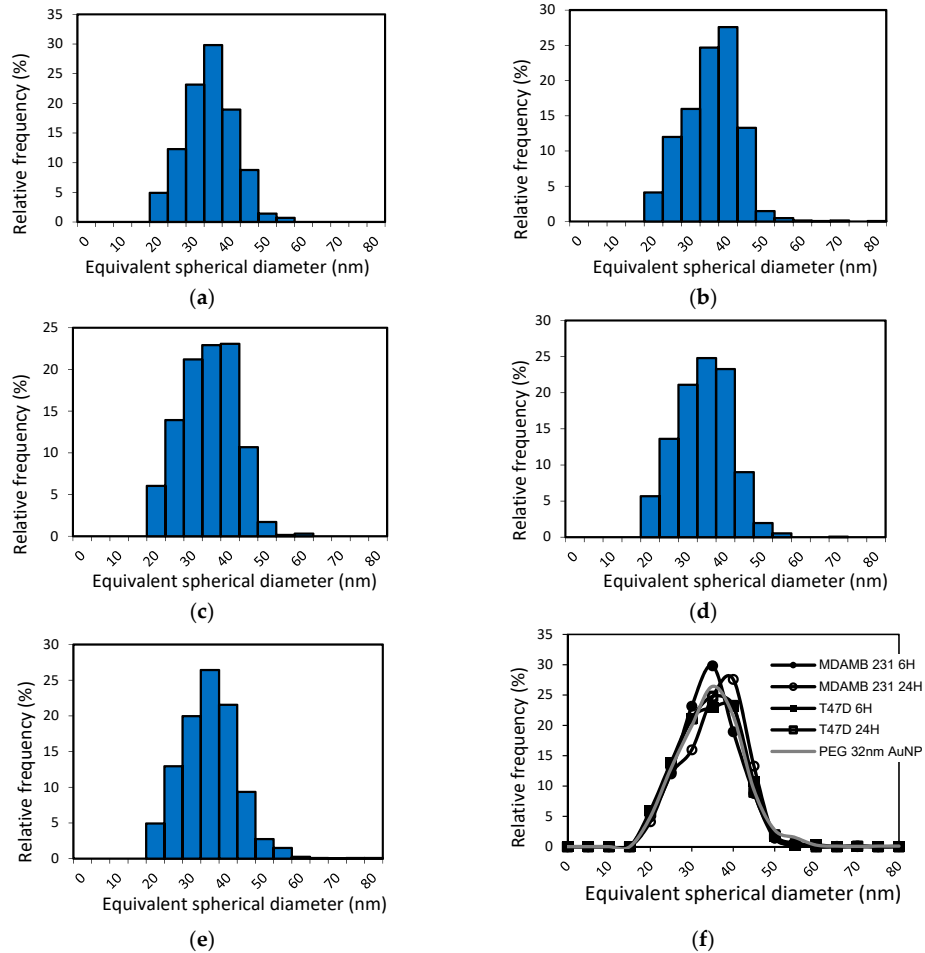 35
30
25
20
15
10
5
0
Relative frequency (%)
0 10 20 30 40 50 60 70 80
Equivalent spherical diameter (nm)
(a)
30
25
20
15
10
5
0
Relative frequency (%)
0 10 20 30 40 50 60 70 80
Equivalent spherical diameter (nm)
(b)
25
20
15
10
5
0
Relative frequency (%)
0 10 20 30 40 50 60 70 80
Equivalent spherical diameter (nm)
(c)
30
25
20
15
10
5
0
Relative frequency (%)
0 10 20 30 40 50 60 70 80
Equivalent spherical diameter (nm)
(d)
30
25
20
15
10
5
0
Relative frequency (%)
0 10 20 30 40 50 60 70 80
Equivalent spherical diameter (nm)
(e)
35
30
25
20
15
10
5
0
Relative frequency (%)
MDAMB 231 6H
MDAMB 231 24H
T47D 6H
T47D 24H
PEG 32nm AuNP
0 10 20 30 40 50 60 70 80
Equivalent spherical diameter (nm)
(f)